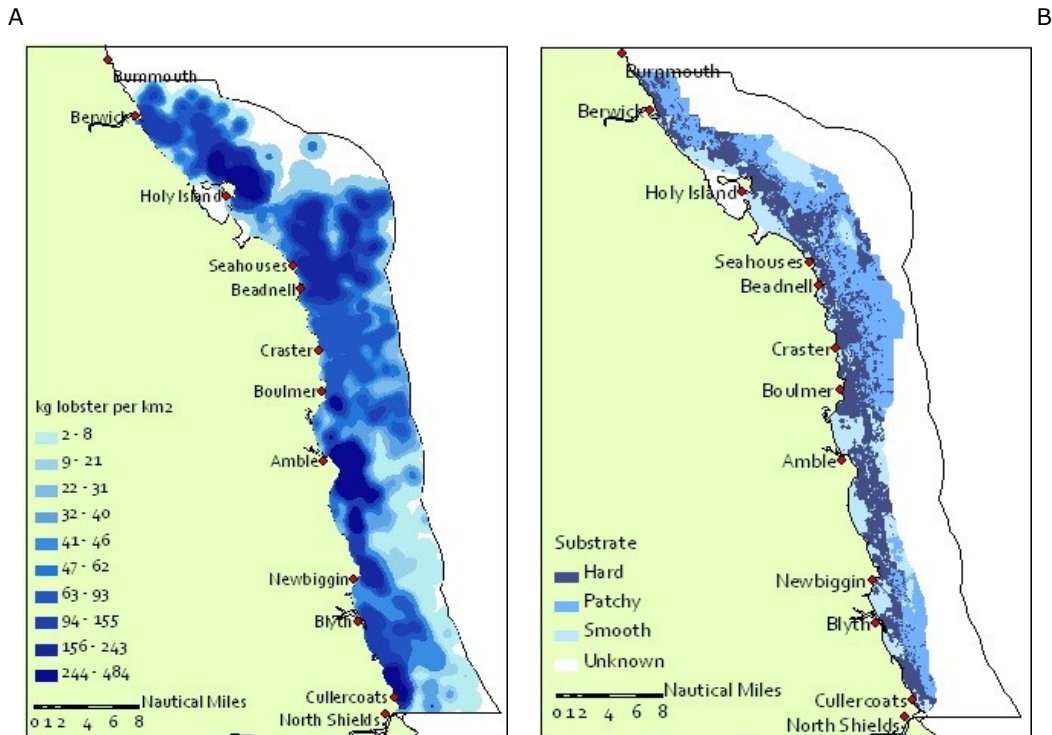 A
B
Burnmouth
Berwick
Holy Island
Seahouses
Beadnell
Craster
Boulmer
kg lobster per km2
2 - 8
9 - 21
22 - 31
32 - 40
41 - 46
47 - 62
63 - 93
94 - 155
156 - 243
244 - 484
Amble
Newbiggin
Blyth
Cullercoats
North Shields
Nautical Miles
0 1 2 4 6 8
Burnmouth
Berwick
Holy Island
Seahouses
Beadnell
Craster
Boulmer
Amble
Substrate
Hard
Patchy
Smooth
Unknown
Newbiggin
Blyth
Cullercoats
North Shields
Nautical Miles
0 1 2 4 6 8